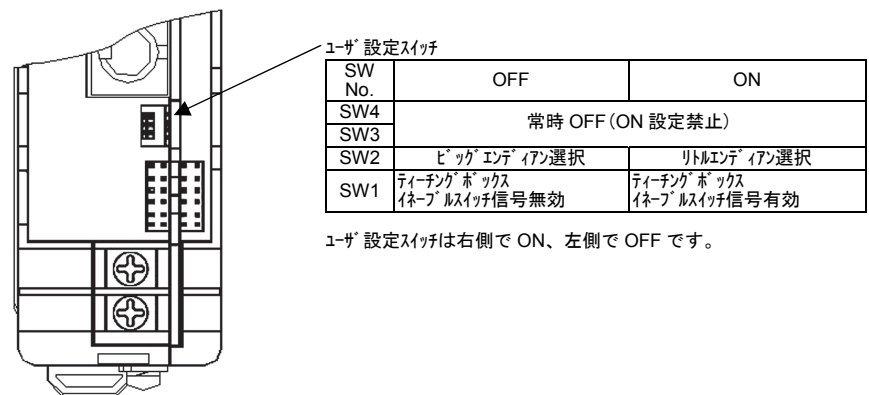 ﾕｰｻﾞ設定ｽｲｯﾁ
SW No. OFF ON
SW4 常時 OFF（ON 設定禁止）
SW3
SW2 ﾋﾞｯｸﾞｴﾝﾃﾞｨｱﾝ選択 ﾘﾄﾙｴﾝﾃﾞｨｱﾝ選択
SW1 ﾃｨｰﾁﾝｸﾞﾎﾞｯｸｽ ｲﾈｰﾌﾞﾙｽｲｯﾁ信号無効 ﾃｨｰﾁﾝｸﾞﾎﾞｯｸｽ ｲﾈｰﾌﾞﾙｽｲｯﾁ信号有効
ﾕｰｻﾞ設定ｽｲｯﾁは右側で ON、左側で OFF です。